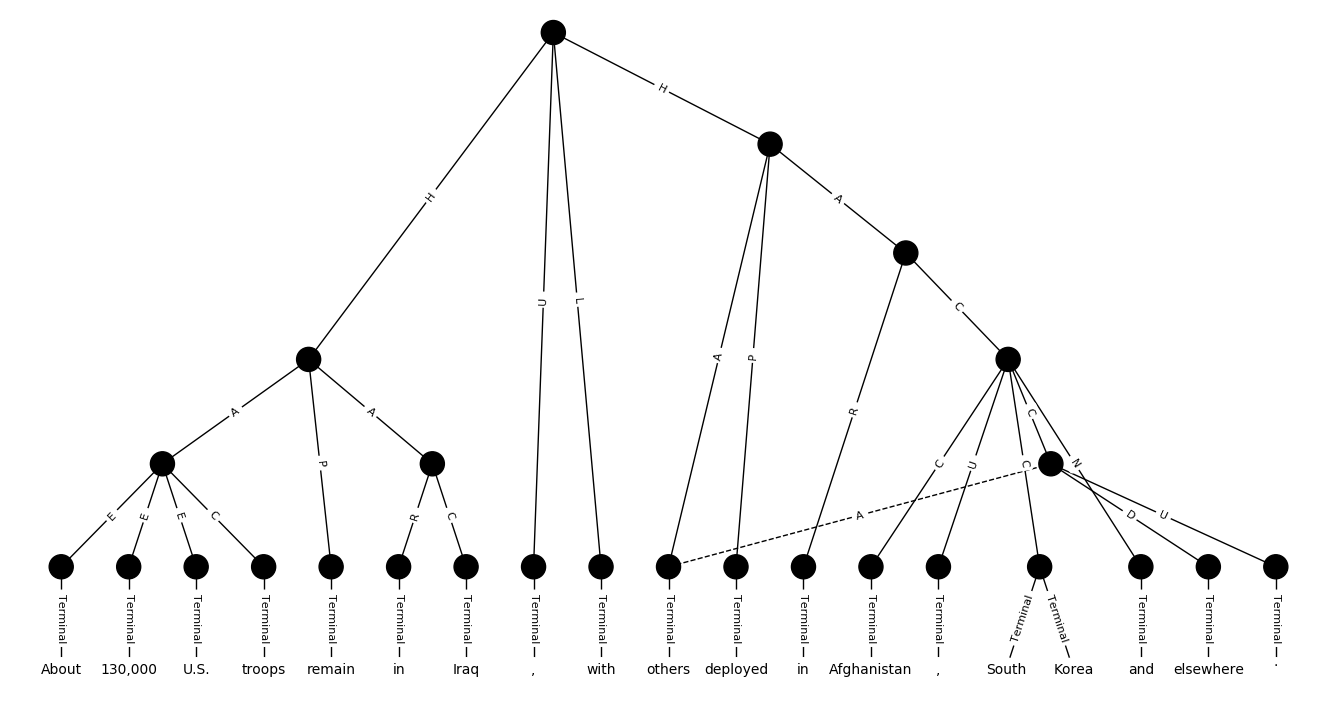 H
H
A
A
U
L
A
P
C
R
A
P
A
C
U
C
C
N
E
E
E
C
R
C
A
D
U
Terminal Terminal Terminal Terminal Terminal Terminal Terminal Terminal Terminal Terminal Terminal Terminal Terminal Terminal Terminal Terminal Terminal Terminal Terminal
About 130,000 U.S. troops remain in Iraq , with others deployed in Afghanistan , South Korea and elsewhere .